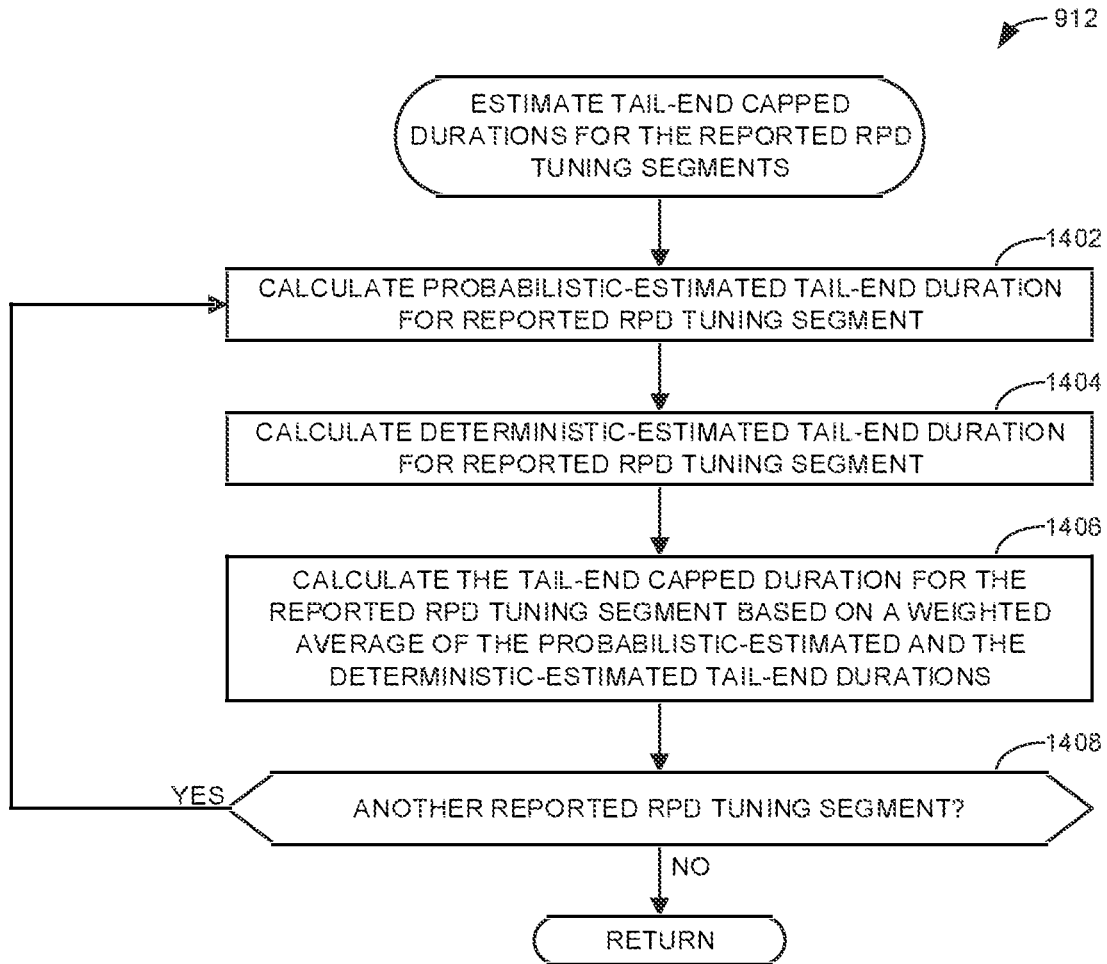 912
ESTIMATE TAIL-END CAPPED
DURATIONS FOR THE REPORTED RPD
TUNING SEGMENTS
1402
CALCULATE PROBABILISTIC-ESTIMATED TAIL-END DURATION
FOR REPORTED RPD TUNING SEGMENT
1404
CALCULATE DETERMINISTIC-ESTIMATED TAIL-END DURATION
FOR REPORTED RPD TUNING SEGMENT
1406
CALCULATE THE TAIL-END CAPPED DURATION FOR THE
REPORTED RPD TUNING SEGMENT BASED ON A WEIGHTED
AVERAGE OF THE PROBABILISTIC-ESTIMATED AND THE
DETERMINISTIC-ESTIMATED TAIL-END DURATIONS
1408
YES
ANOTHER REPORTED RPD TUNING SEGMENT?
NO
RETURN